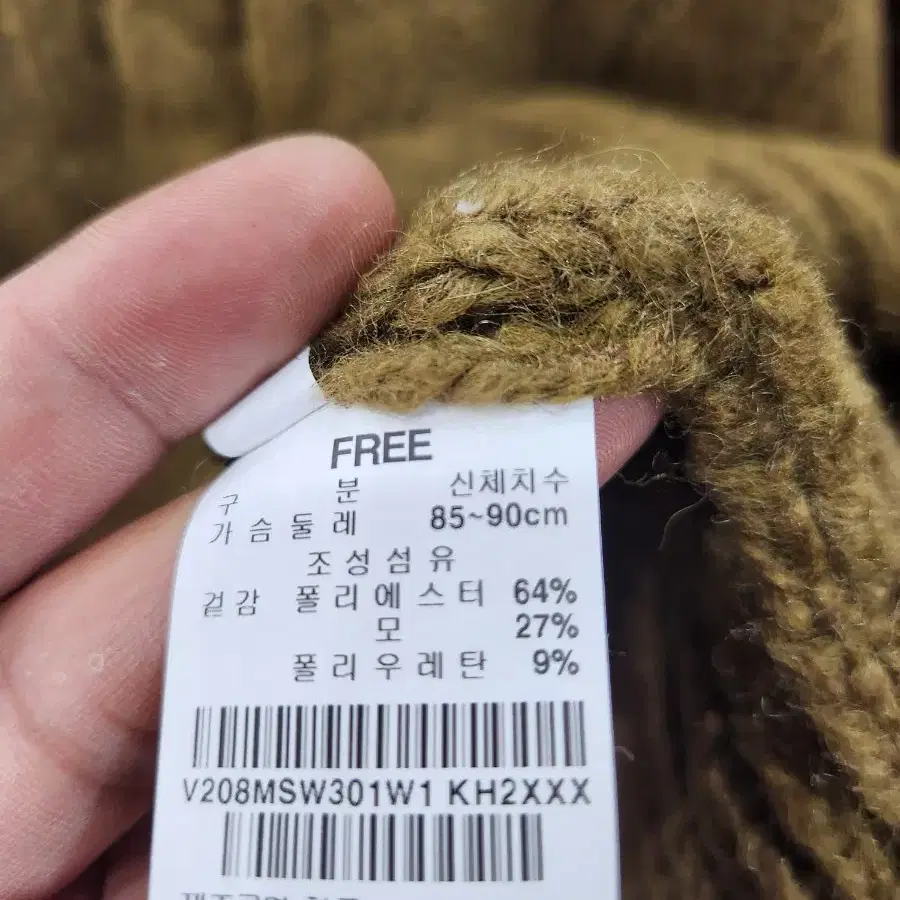 FREE
구 분 신체치수
가슴둘레 85~90cm
조성섬유
겉감 폴리에스터 64%
모 27%
폴리우레탄 9%
V208MSW301W1 KH2XXX